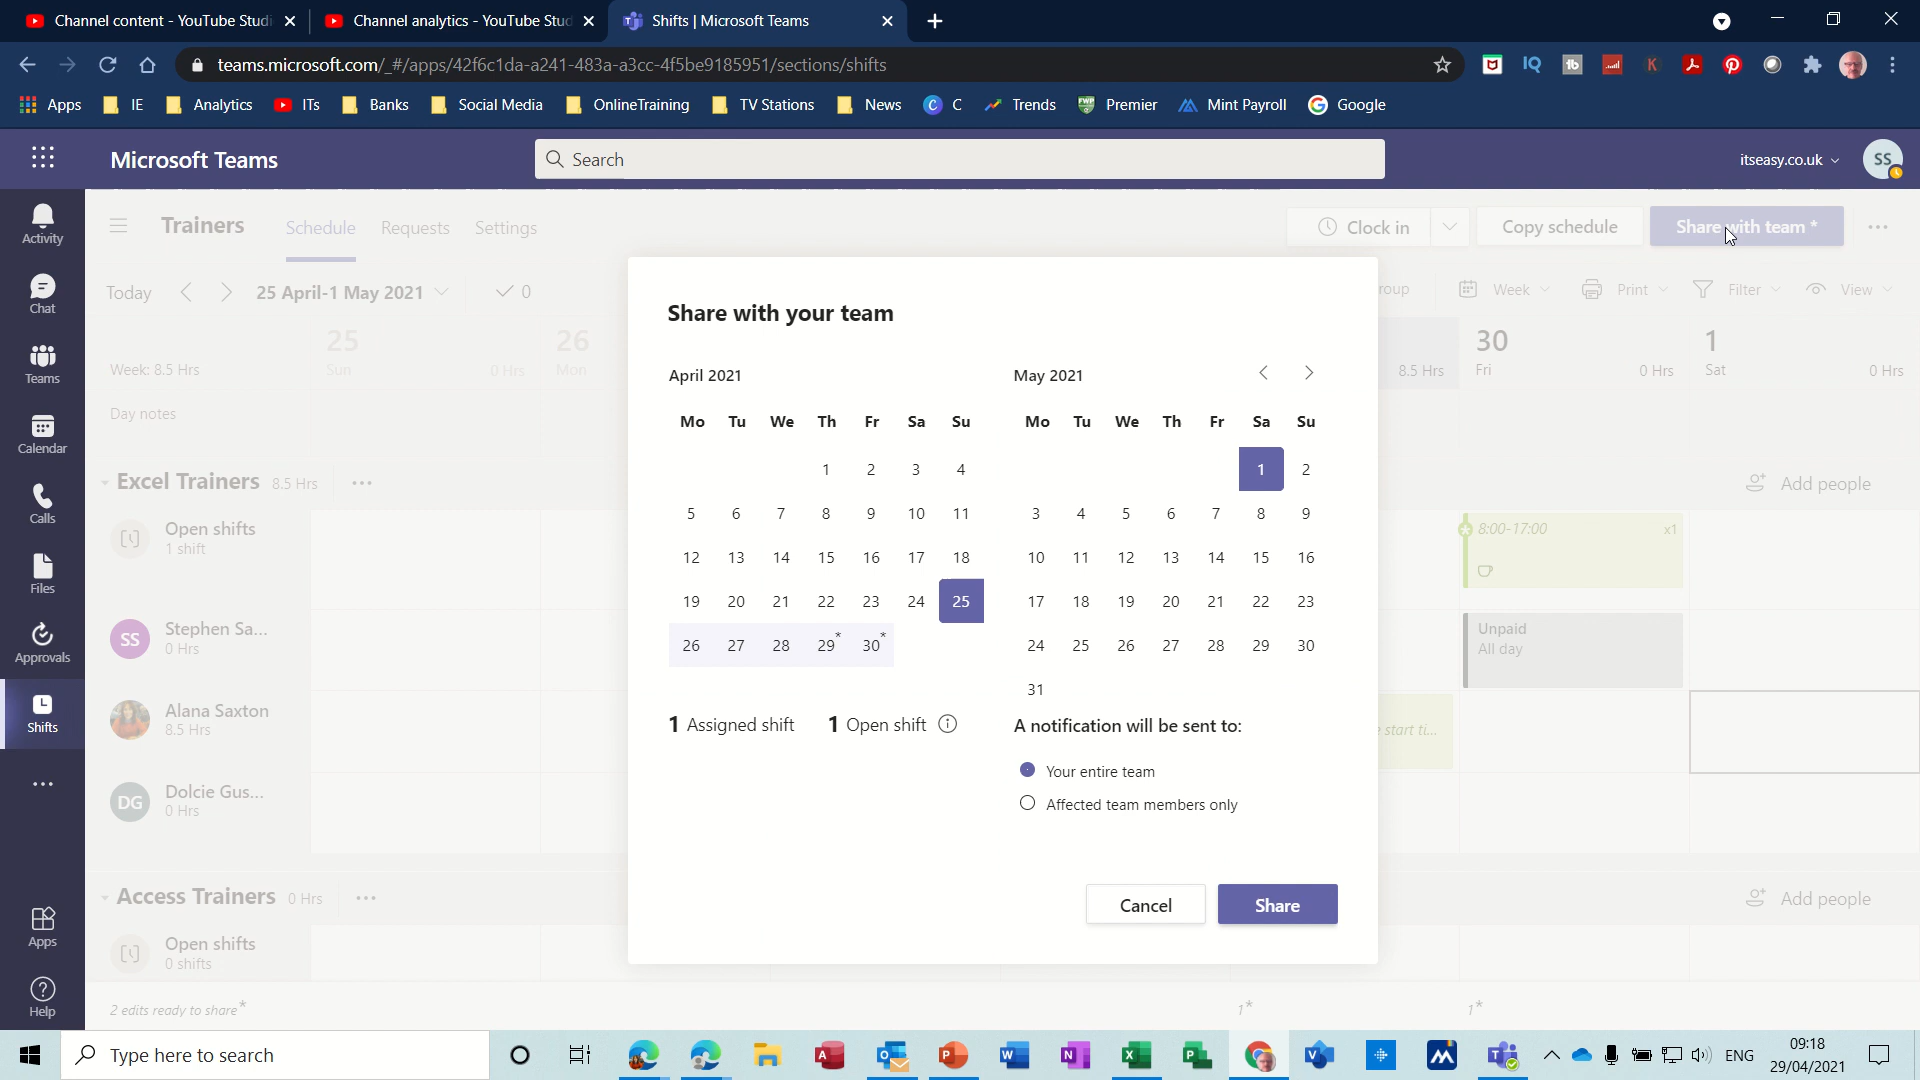 Channel content - YouTube Studi
Channel analytics - YouTube Stud
Shifts | Microsoft Teams
teams.microsoft.com/_#/apps/42f6c1da-a241-483a-a3cc-4f5be9185951/sections/shifts
Apps IE Analytics ITs Banks Social Media OnlineTraining TV Stations News C Trends Premier Mint Payroll Google
Microsoft Teams
Search
itseasy.co.uk
SS
Activity
Chat
Teams
Calendar
Calls
Files
Approvals
Shifts
Apps
Help
Trainers Schedule Requests Settings
Clock in Copy schedule Share with team *
Today 25 April-1 May 2021 0
roup Week Print Filter View
25 26 30 1
Week: 8.5 Hrs Sun 0 Hrs Mon 8.5 Hrs Fri 0 Hrs Sat 0 Hrs
Day notes
Excel Trainers 8.5 Hrs
Add people
Open shifts
1 shift
8:00-17:00 x1
SS Stephen Sa...
0 Hrs
Unpaid
All day
Alana Saxton
8.5 Hrs
e start ti...
DG Dolcie Gus...
0 Hrs
Access Trainers 0 Hrs
Add people
Open shifts
0 shifts
2 edits ready to share*
1* 1*
Share with your team
April 2021
Mo Tu We Th Fr Sa Su
1 2 3 4
5 6 7 8 9 10 11
12 13 14 15 16 17 18
19 20 21 22 23 24 25
26 27 28 29* 30*
May 2021
Mo Tu We Th Fr Sa Su
1 2
3 4 5 6 7 8 9
10 11 12 13 14 15 16
17 18 19 20 21 22 23
24 25 26 27 28 29 30
31
1 Assigned shift 1 Open shift
A notification will be sent to:
Your entire team
Affected team members only
Cancel Share
Type here to search
ENG
09:18
29/04/2021